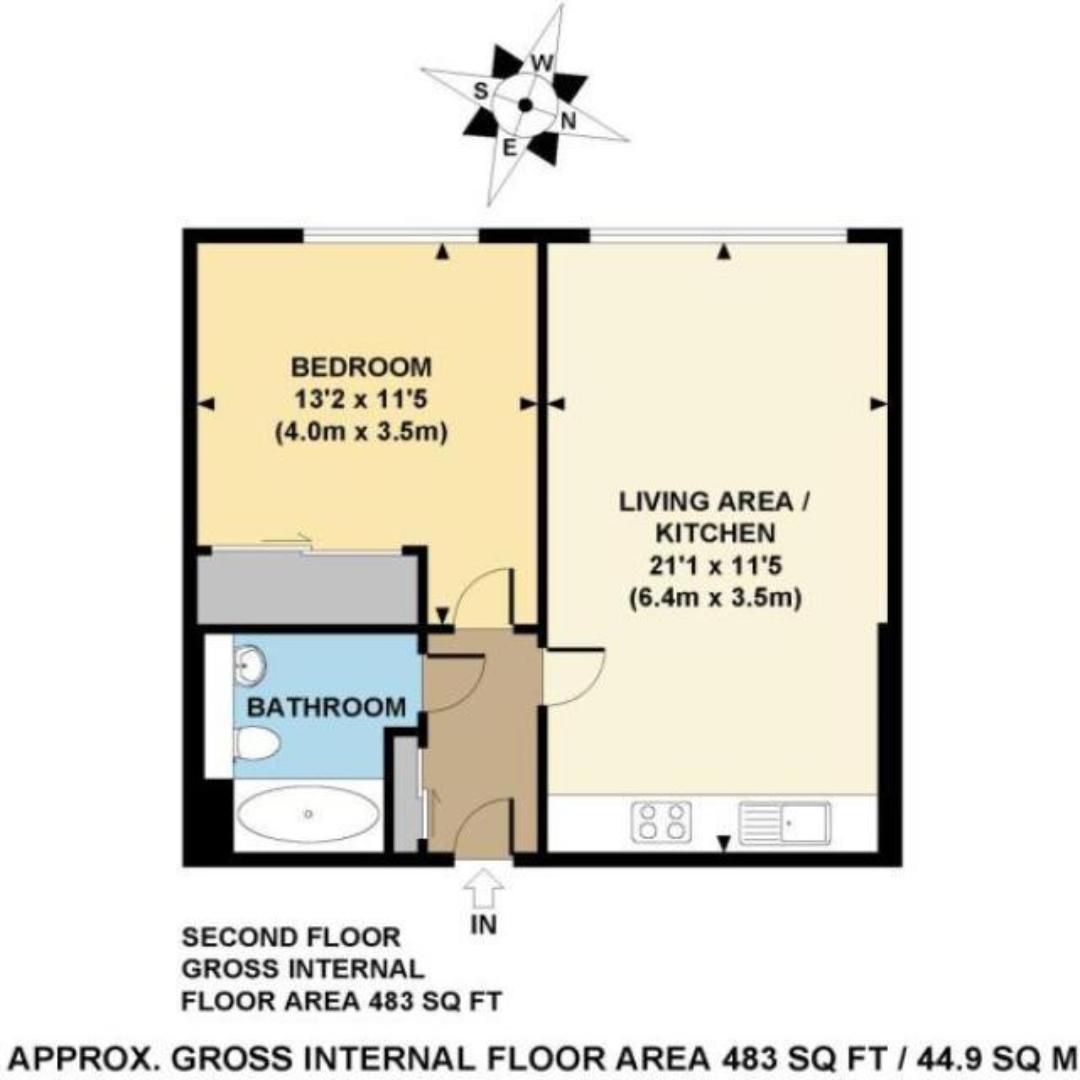 W
S
N
E
BEDROOM
13'2 x 11'5
(4.0m x 3.5m)
LIVING AREA /
KITCHEN
21'1 x 11'5
(6.4m x 3.5m)
BATHROOM
IN
SECOND FLOOR
GROSS INTERNAL
FLOOR AREA 483 SQ FT
APPROX. GROSS INTERNAL FLOOR AREA 483 SQ FT / 44.9 SQ M